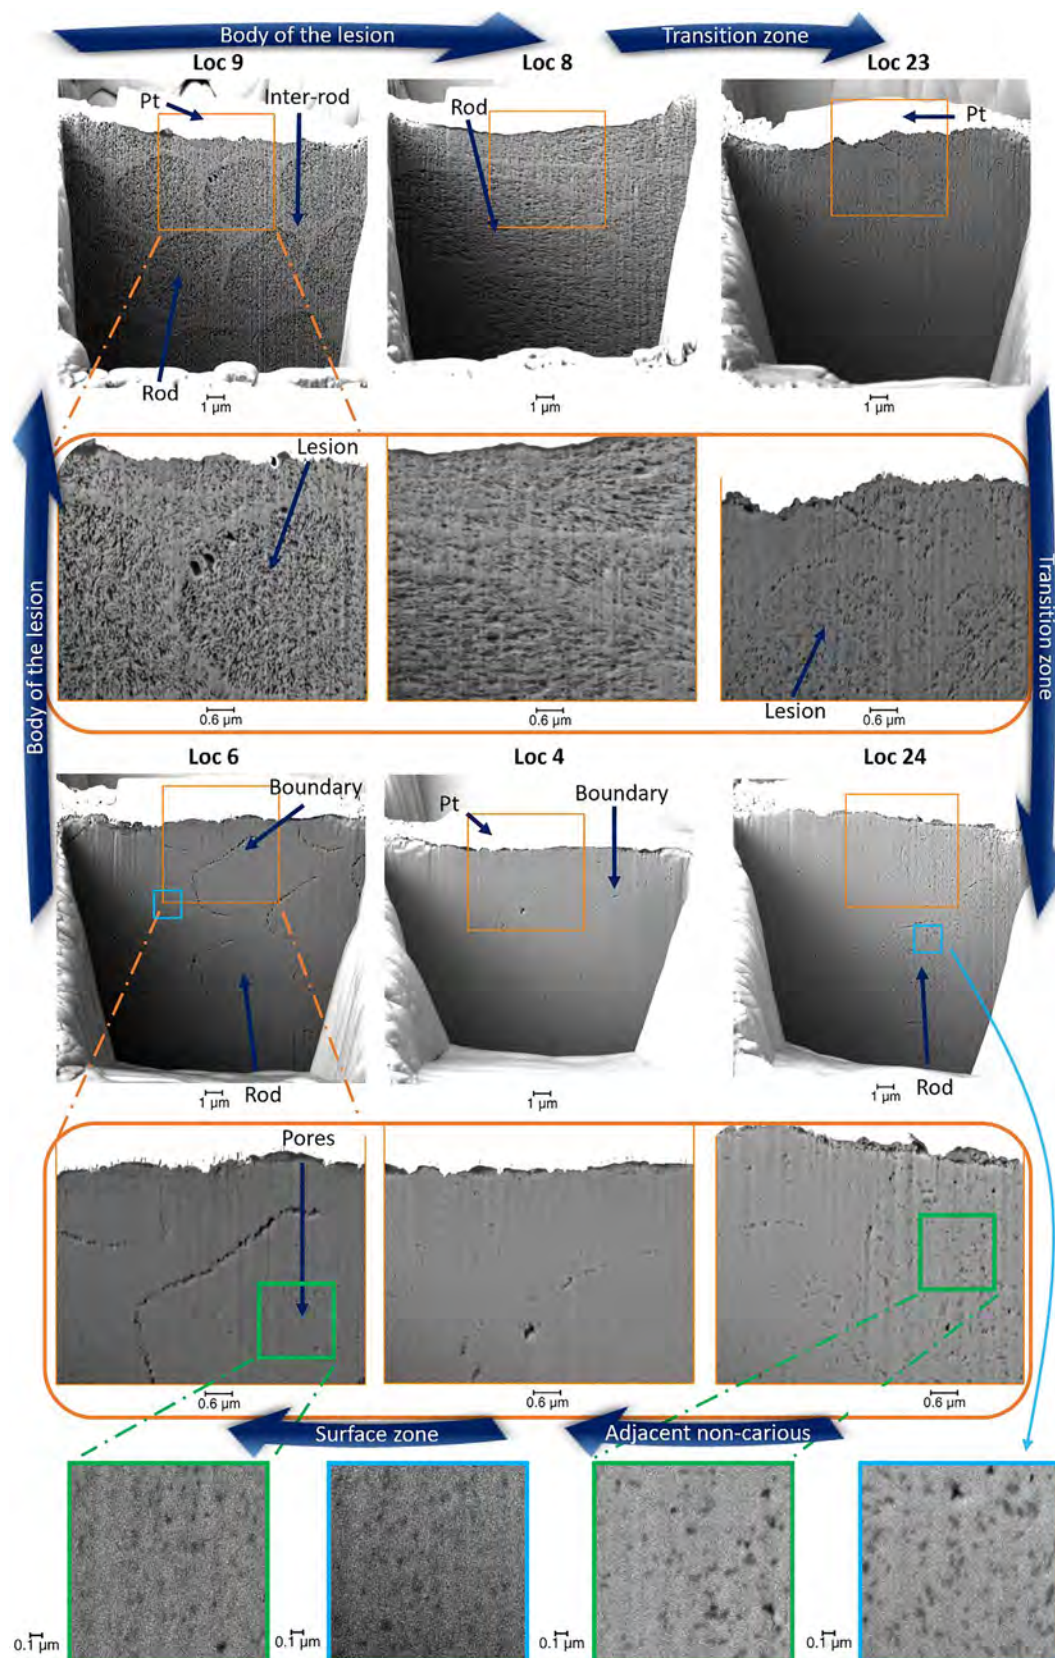 Body of the lesion
Transition zone
Loc 9
Loc 8
Loc 23
Pt
Inter-rod
Rod
Pt
Rod
1 µm
1 µm
1 µm
Lesion
Lesion
0.6 µm
0.6 µm
0.6 µm
Body of the lesion
Transition zone
Loc 6
Loc 4
Loc 24
Boundary
Pt
Boundary
Rod
Rod
1 µm
1 µm
1 µm
Pores
0.6 µm
0.6 µm
0.6 µm
Surface zone
Adjacent non-carious
0.1 µm
0.1 µm
0.1 µm
0.1 µm